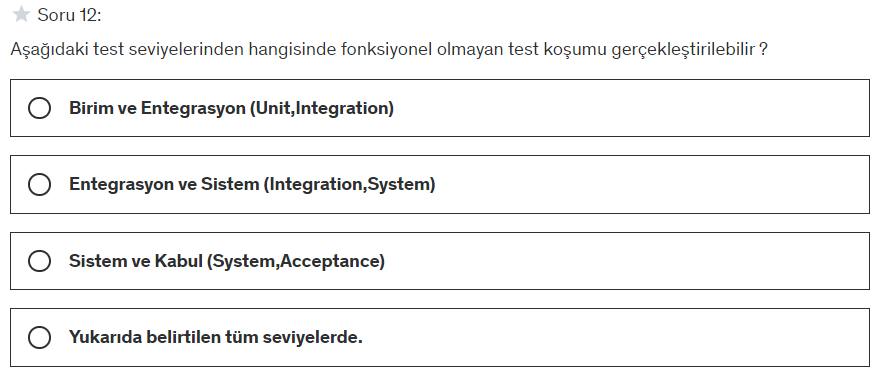 Soru 12:
Aşağıdaki test seviyelerinden hangisinde fonksiyonel olmayan test koşumu gerçekleştirilebilir ?
Birim ve Entegrasyon (Unit,Integration)
Entegrasyon ve Sistem (Integration,System)
Sistem ve Kabul (System,Acceptance)
Yukarıda belirtilen tüm seviyelerde.